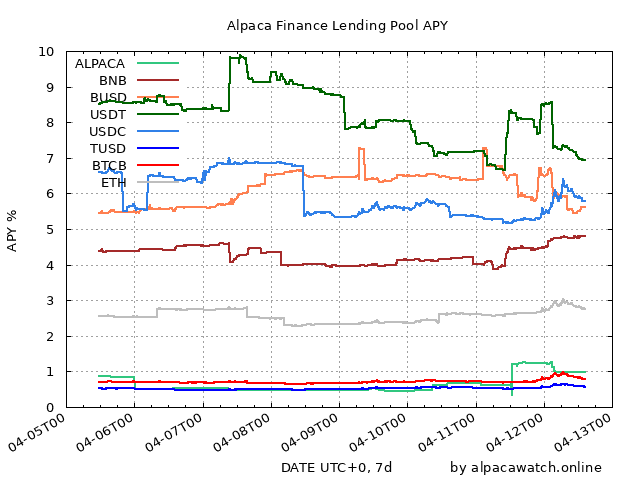 Alpaca Finance Lending Pool APY
APY %
10
9
8
7
6
5
4
3
2
1
0
ALPACA
BNB
BUSD
USDT
USDC
TUSD
BTCB
ETH
04-05T00
04-06T00
04-07T00
04-08T00
04-09T00
04-10T00
04-11T00
04-12T00
04-13T00
DATE UTC+0, 7d
by alpacawatch.online